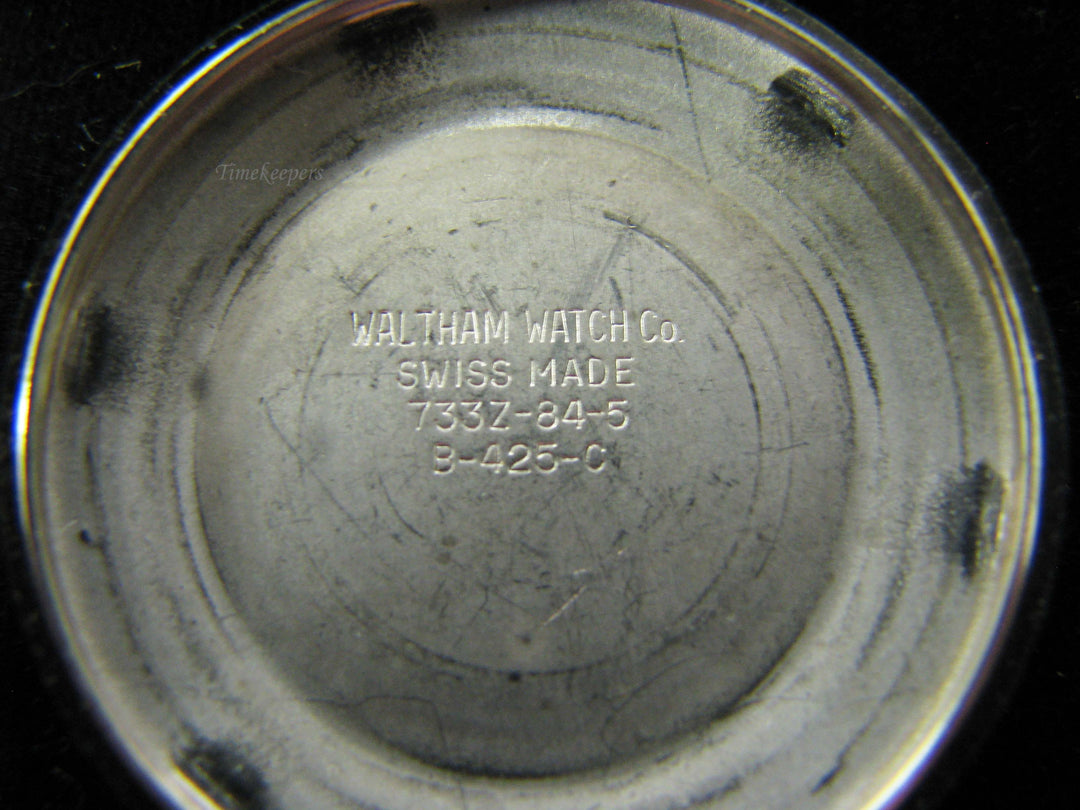 Timekeepers
WALTHAM WATCH Co.
SWISS MADE
733Z-84-5
B-425-C